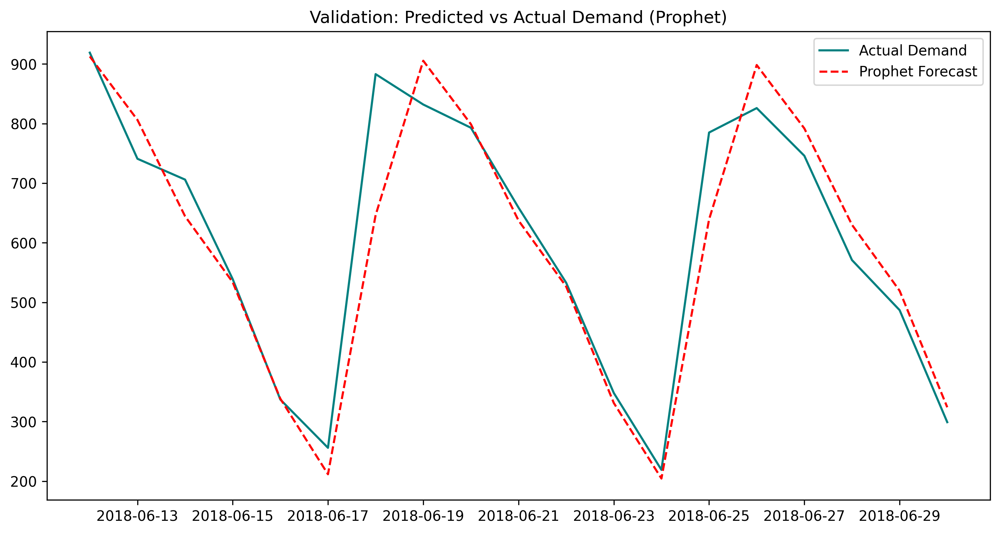 Validation: Predicted vs Actual Demand (Prophet)
Actual Demand
Prophet Forecast
900
800
700
600
500
400
300
200
2018-06-13 2018-06-15 2018-06-17 2018-06-19 2018-06-21 2018-06-23 2018-06-25 2018-06-27 2018-06-29